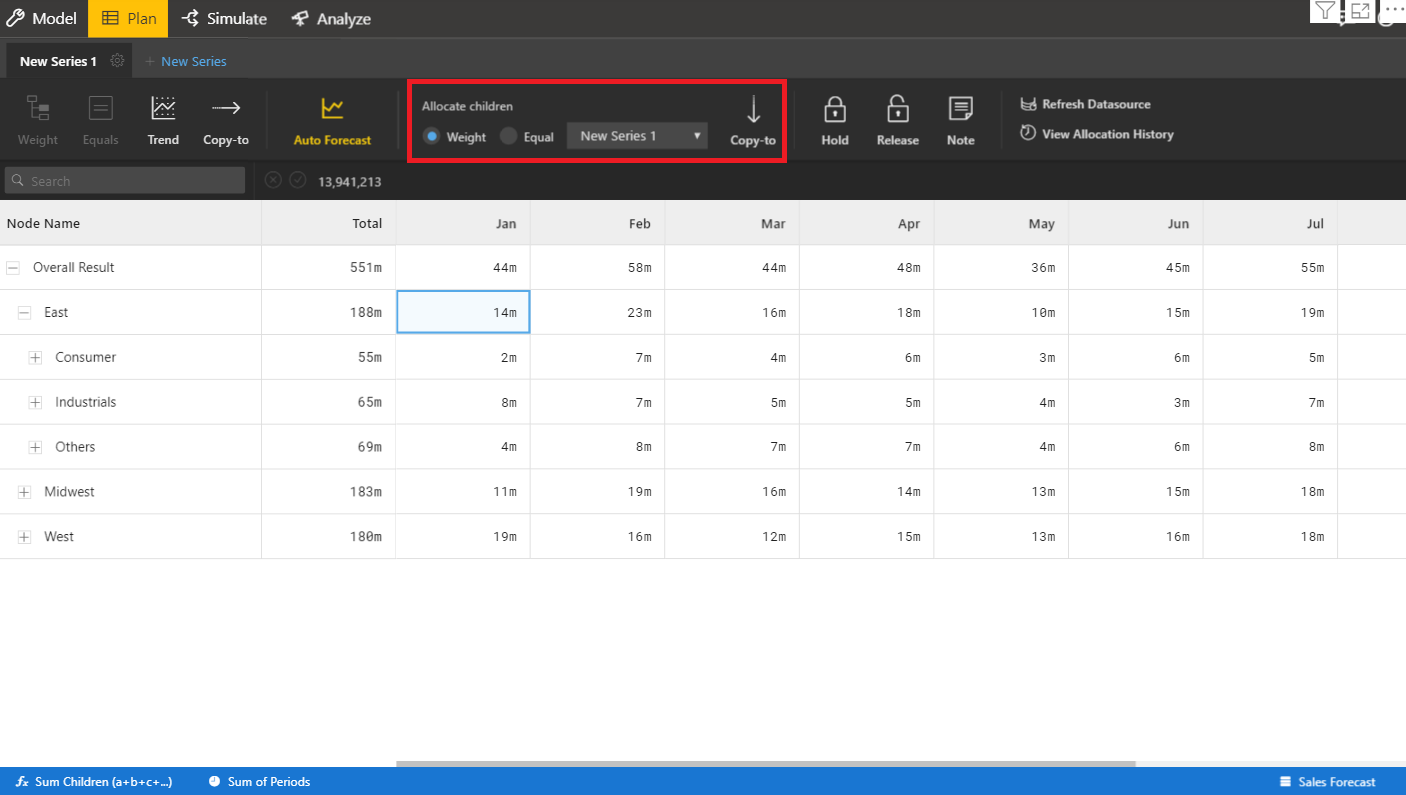 Model Plan Simulate Analyze
New Series 1 + New Series
Allocate children
Weight Equals Trend Copy-to Auto Forecast Weight Equal New Series 1 Copy-to Hold Release Note
Refresh Datasource
View Allocation History
Search 13,941,213
Node Name Total Jan Feb Mar Apr May Jun Jul
Overall Result 551m 44m 58m 44m 48m 36m 45m 55m
East 188m 14m 23m 16m 18m 10m 15m 19m
Consumer 55m 2m 7m 4m 6m 3m 6m 5m
Industrials 65m 8m 7m 5m 5m 4m 3m 7m
Others 69m 4m 8m 7m 7m 4m 6m 8m
Midwest 183m 11m 19m 16m 14m 13m 15m 18m
West 180m 19m 16m 12m 15m 13m 16m 18m
fx Sum Children (a+b+c+...) Sum of Periods Sales Forecast